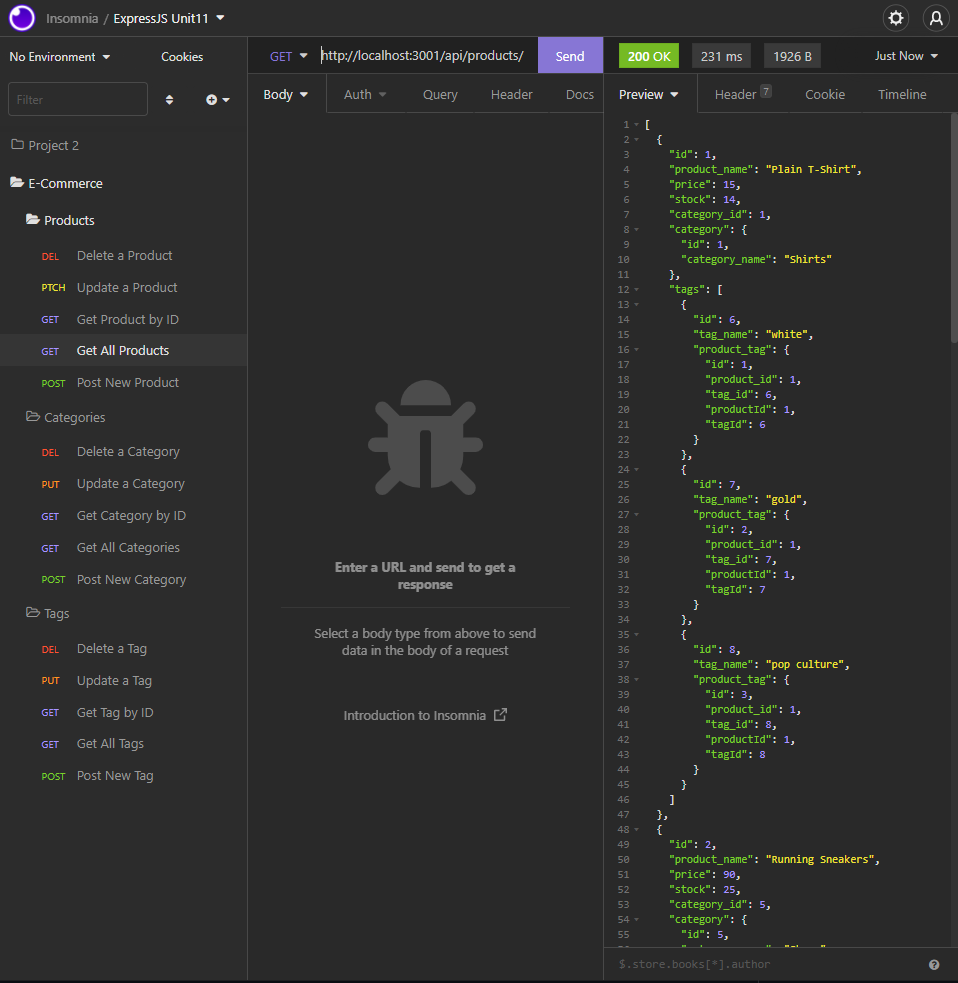 Insomnia / ExpressJS Unit11
No Environment
Cookies
Filter
Project 2
E-Commerce
Products
DEL Delete a Product
PTCH Update a Product
GET Get Product by ID
GET Get All Products
POST Post New Product
Categories
DEL Delete a Category
PUT Update a Category
GET Get Category by ID
GET Get All Categories
POST Post New Category
Tags
DEL Delete a Tag
PUT Update a Tag
GET Get Tag by ID
GET Get All Tags
POST Post New Tag
GET http://localhost:3001/api/products/ Send
Body Auth Query Header Docs
Enter a URL and send to get a
response
Select a body type from above to send
data in the body of a request
Introduction to Insomnia
200 OK 231 ms 1926 B Just Now
Preview Header 7 Cookie Timeline
1 [
2 {
3 "id": 1,
4 "product_name": "Plain T-Shirt",
5 "price": 15,
6 "stock": 14,
7 "category_id": 1,
8 "category": {
9 "id": 1,
10 "category_name": "Shirts"
11 },
12 "tags": [
13 {
14 "id": 6,
15 "tag_name": "white",
16 "product_tag": {
17 "id": 1,
18 "product_id": 1,
19 "tag_id": 6,
20 "productId": 1,
21 "tagId": 6
22 }
23 },
24 {
25 "id": 7,
26 "tag_name": "gold",
27 "product_tag": {
28 "id": 2,
29 "product_id": 1,
30 "tag_id": 7,
31 "productId": 1,
32 "tagId": 7
33 }
34 },
35 {
36 "id": 8,
37 "tag_name": "pop culture",
38 "product_tag": {
39 "id": 3,
40 "product_id": 1,
41 "tag_id": 8,
42 "productId": 1,
43 "tagId": 8
44 }
45 }
46 ]
47 },
48 {
49 "id": 2,
50 "product_name": "Running Sneakers",
51 "price": 90,
52 "stock": 25,
53 "category_id": 5,
54 "category": {
55 "id": 5,
$.store.books[*].author